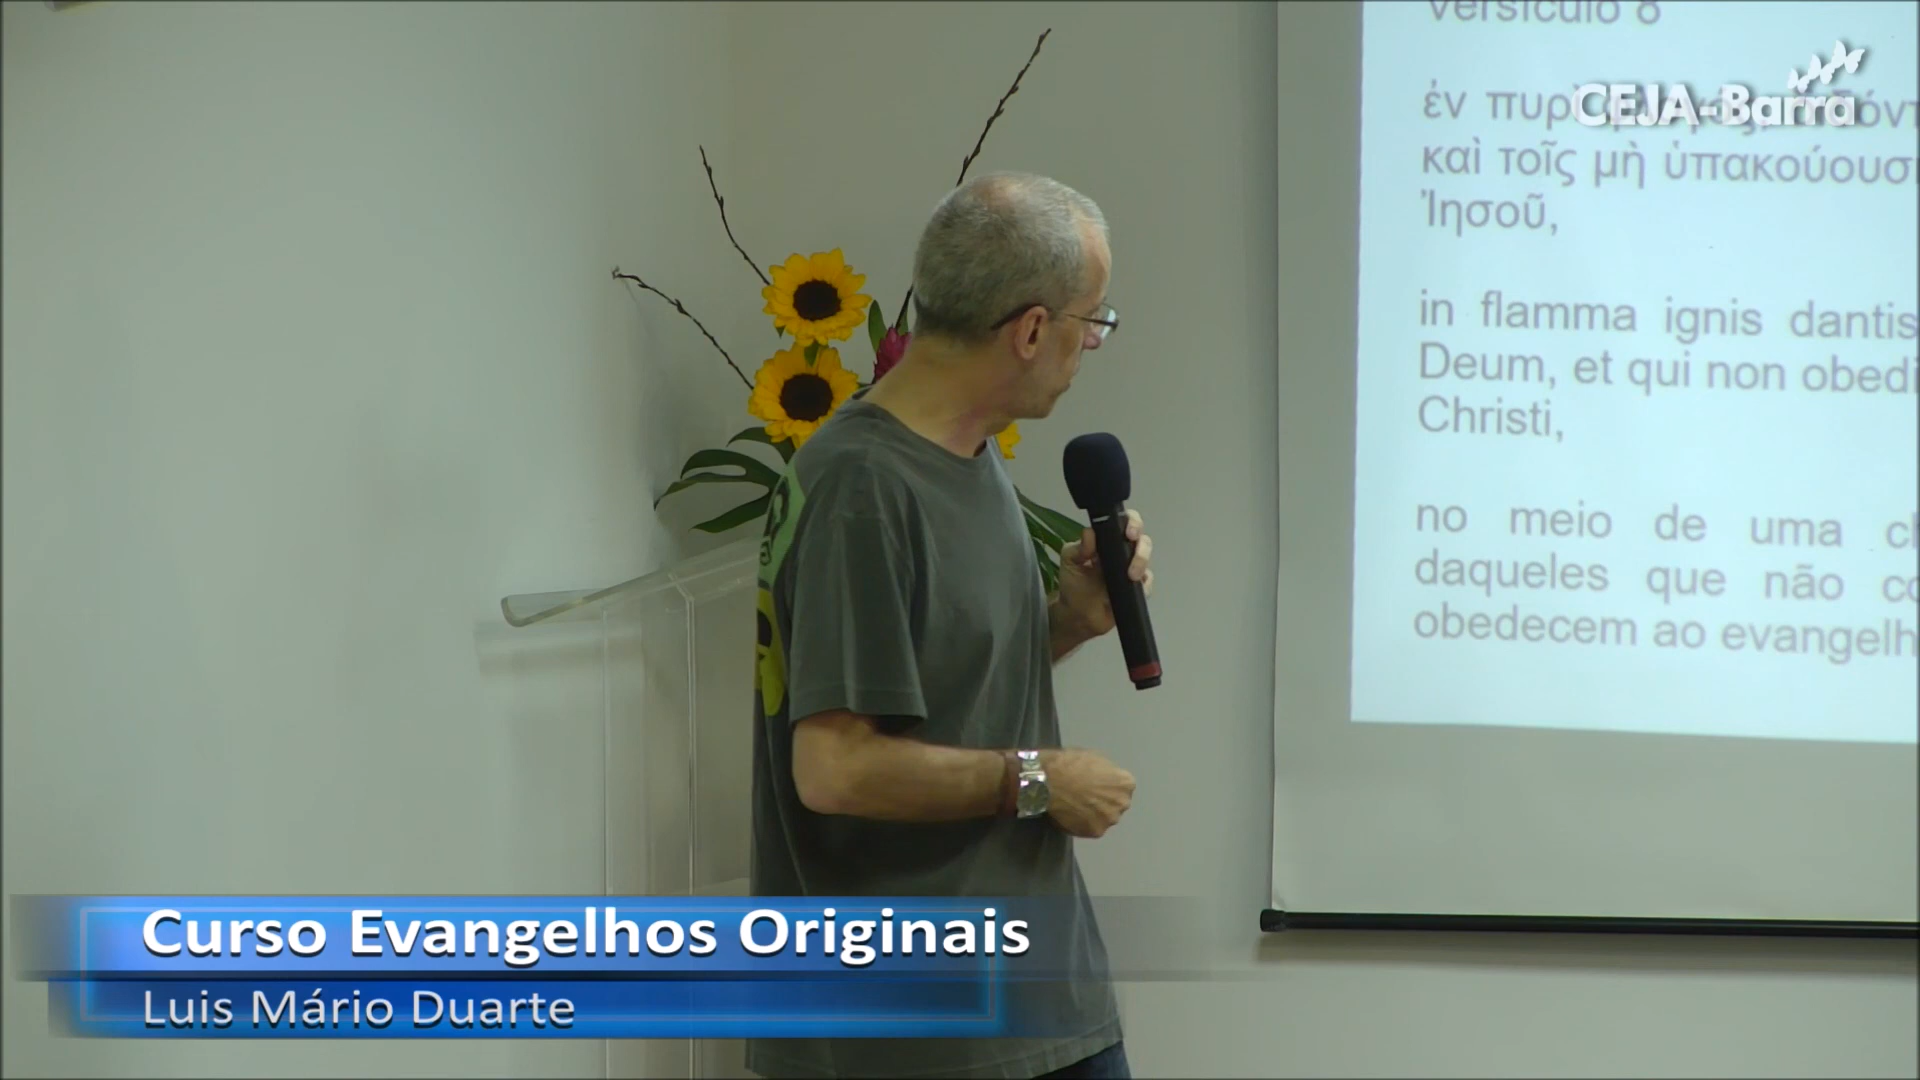 versículo 8
CEJA-Barra
ἐν πυρὶ
καὶ τοῖς μὴ ὑπακούουσι
Ἰησοῦ,
in flamma ignis dantis
Deum, et qui non obedi
Christi,
no meio de uma
daqueles que não
obedecem ao evangelh
Curso Evangelhos Originais
Luis Mário Duarte